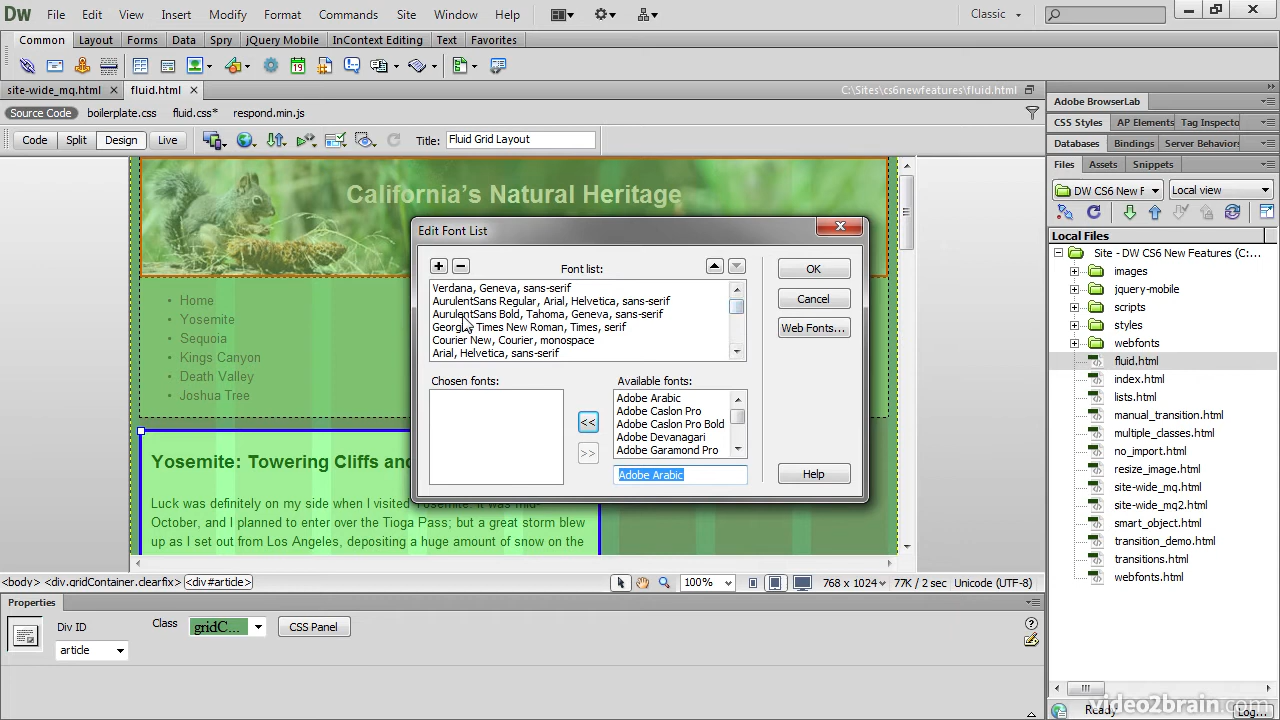 Dw File Edit View Insert Modify Format Commands Site Window Help Classic
Common Layout Forms Data Spry jQuery Mobile InContext Editing Text Favorites
site-wide_mq.html fluid.html C:\Sites\cs6newfeatures\fluid.html
Source Code boilerplate.css fluid.css* respond.min.js
Code Split Design Live Title: Fluid Grid Layout
California's Natural Heritage
Home
Yosemite
Sequoia
Kings Canyon
Death Valley
Joshua Tree
Yosemite: Towering Cliffs and
Luck was definitely on my side when I visited Yosemite. It was mid-
October, and I planned to enter over the Tioga Pass; but a great storm blew
up as I set out from Los Angeles, depositing a huge amount of snow on the
Edit Font List
Font list:
Verdana, Geneva, sans-serif
AurulentSans Regular, Arial, Helvetica, sans-serif
AurulentSans Bold, Tahoma, Geneva, sans-serif
Georgia, Times New Roman, Times, serif
Courier New, Courier, monospace
Arial, Helvetica, sans-serif
Chosen fonts:
<<
>>
Available fonts:
Adobe Arabic
Adobe Caslon Pro
Adobe Caslon Pro Bold
Adobe Devanagari
Adobe Garamond Pro
Adobe Arabic
OK
Cancel
Web Fonts...
Help
<body> <div.gridContainer.clearfix> <div#article> 100% 768 x 1024 77K / 2 sec Unicode (UTF-8)
Properties
Div ID
article
Class gridC... CSS Panel
Adobe BrowserLab
CSS Styles AP Elements Tag Inspecto
Databases Bindings Server Behaviors
Files Assets Snippets
DW CS6 New F Local view
Local Files
Site - DW CS6 New Features (C:...
images
jquery-mobile
scripts
styles
webfonts
fluid.html
index.html
lists.html
manual_transition.html
multiple_classes.html
no_import.html
resize_image.html
site-wide_mq.html
site-wide_mq2.html
smart_object.html
transition_demo.html
transitions.html
webfonts.html
Ready Log...
video2brain.com